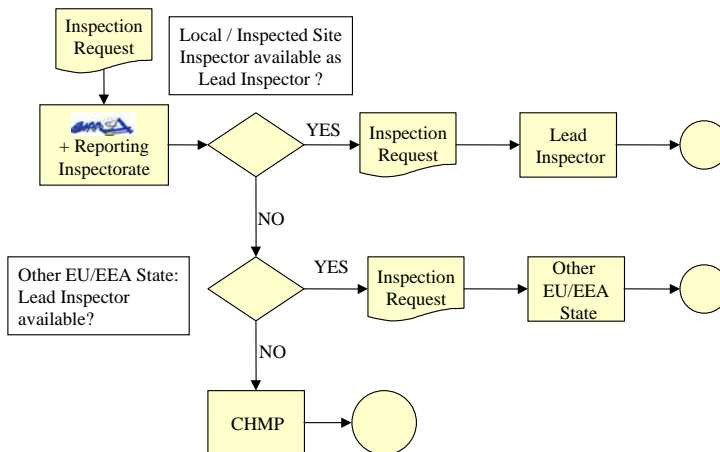 Inspection
Request
Local / Inspected Site
Inspector available as
Lead Inspector ?
+ Reporting
Inspectorate
YES
Inspection
Request
Lead
Inspector
NO
Other EU/EEA State:
Lead Inspector
available?
YES
Inspection
Request
Other
EU/EEA
State
NO
CHMP